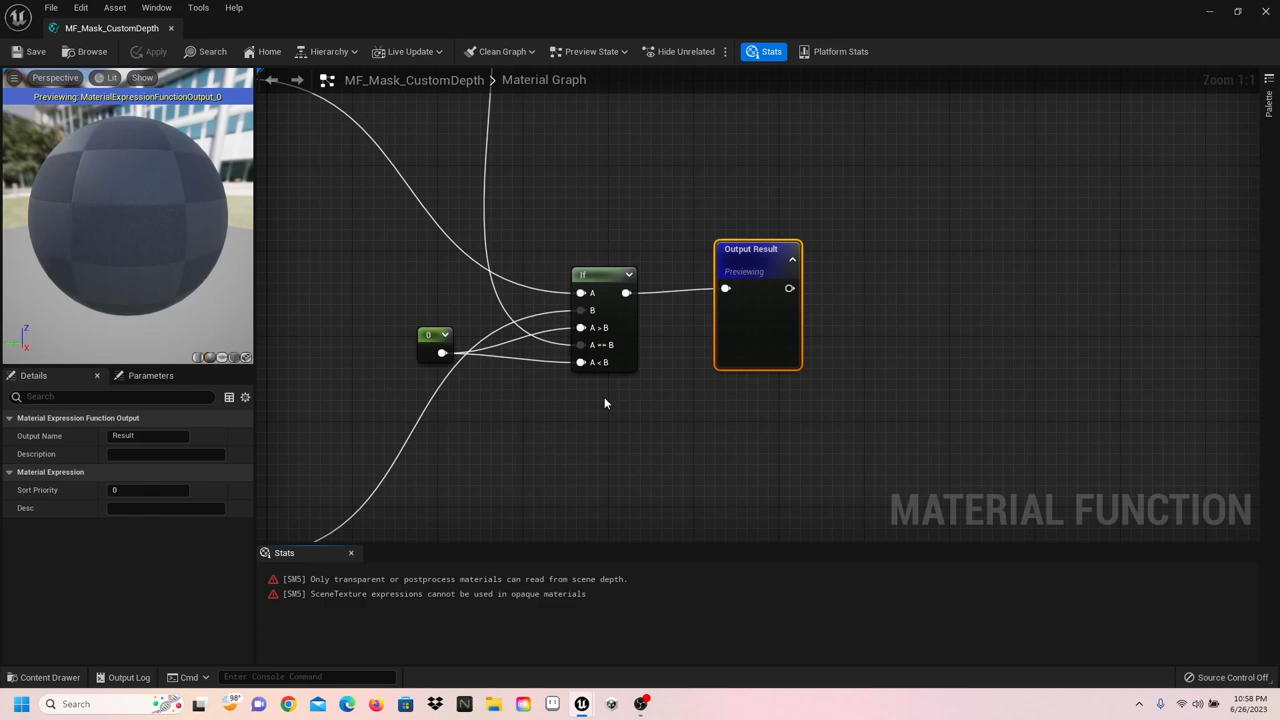 File Edit Asset Window Tools Help
MF_Mask_CustomDepth
Save Browse Apply Search Home Hierarchy Live Update Clean Graph Preview State Hide Unrelated Stats Platform Stats
Perspective Lit Show
MF_Mask_CustomDepth > Material Graph
Zoom 1:1
Palette
Previewing: MaterialExpressionFunctionOutput_0
Z
X
If
A
B
A > B
A == B
A < B
0
Output Result
Previewing
Details
Parameters
Search
Material Expression Function Output
Output Name Result
Description
Material Expression
Sort Priority 0
Desc
MATERIAL FUNCTION
Stats
[SM5] Only transparent or postprocess materials can read from scene depth.
[SM5] SceneTexture expressions cannot be used in opaque materials
Content Drawer Output Log Cmd Enter Console Command Source Control Off
Search
98°
10:58 PM
6/26/2023